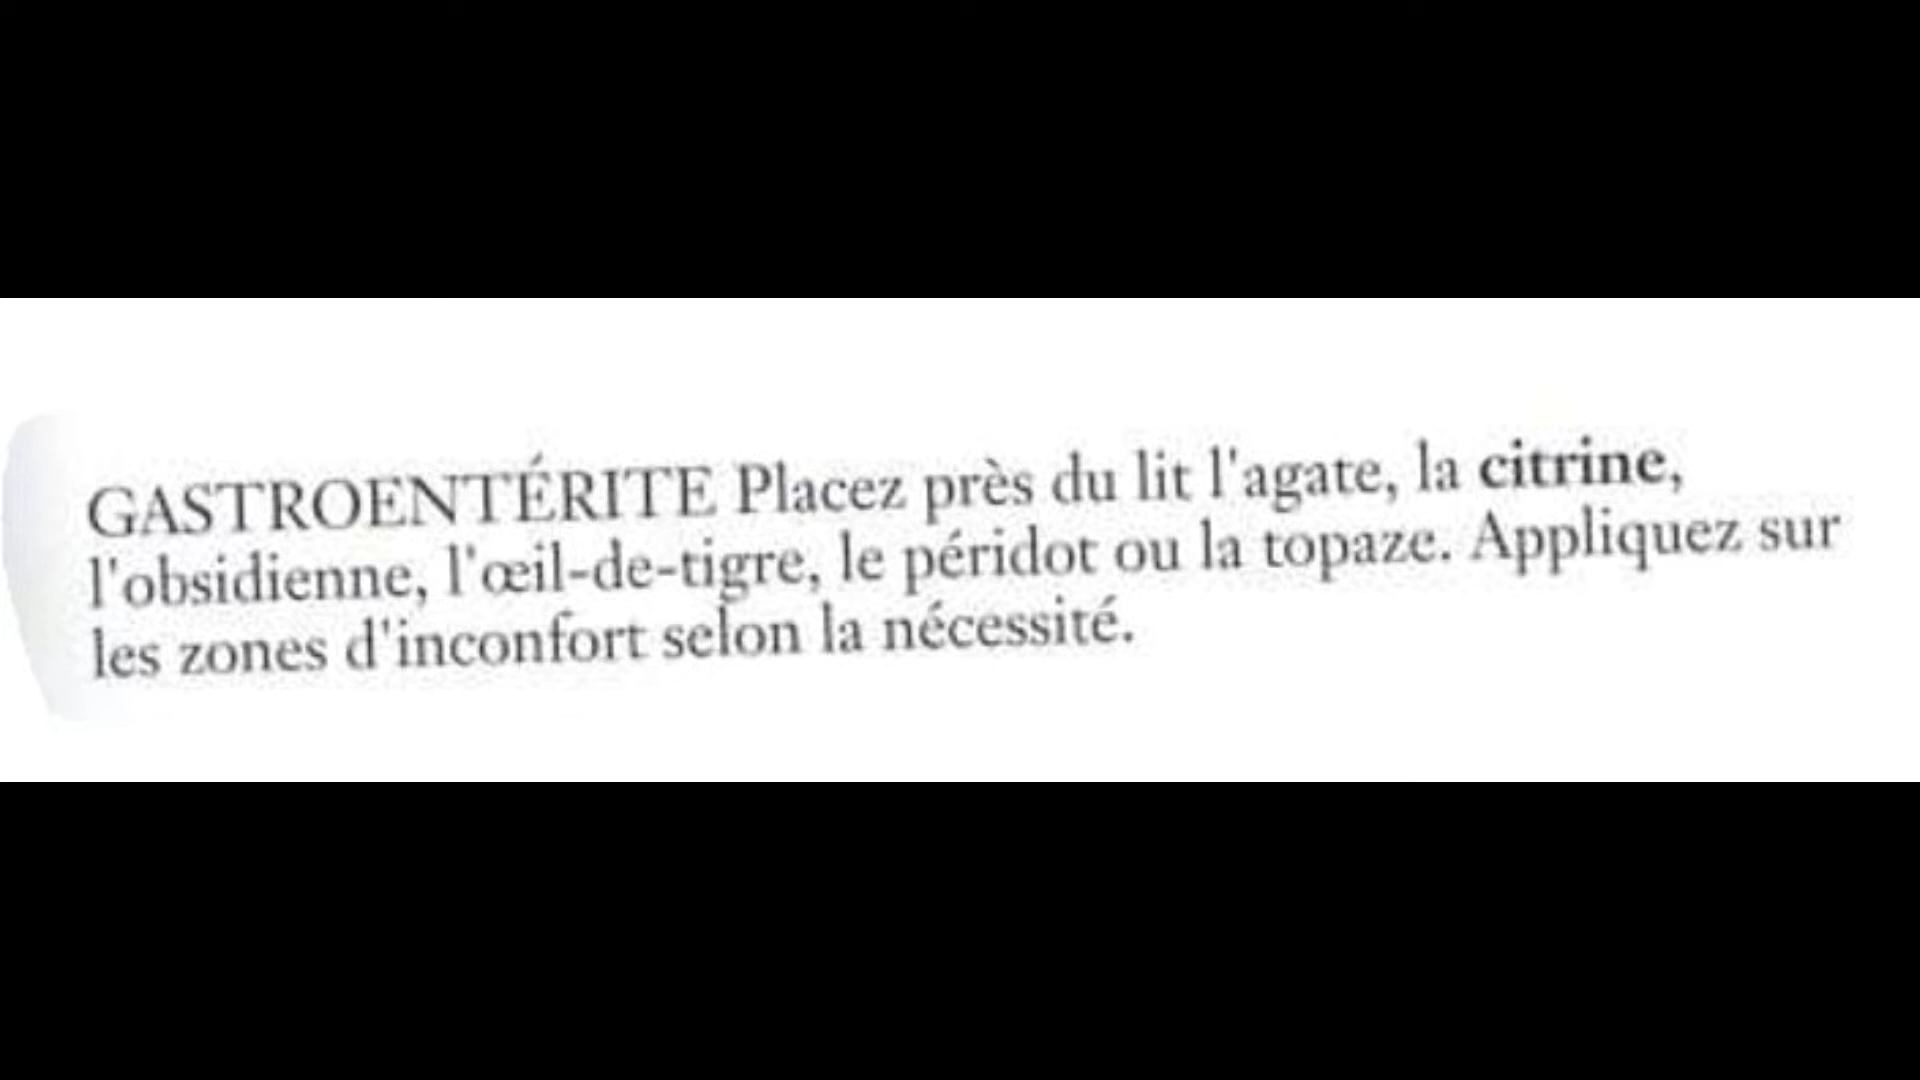 GASTROENTÉRITE Placez près du lit l'agate, la citrine,
l'obsidienne, l'œil-de-tigre, le péridot ou la topaze. Appliquez sur
les zones d'inconfort selon la nécessité.